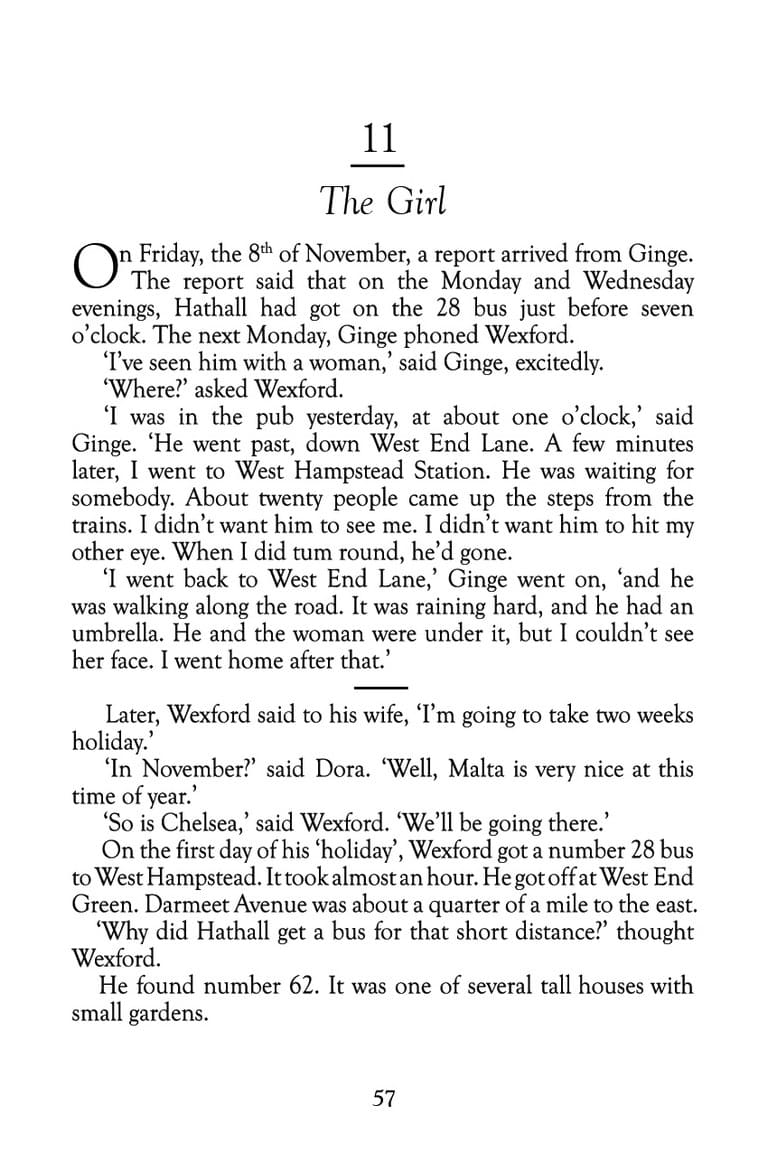 11
The Girl
On Friday, the 8th of November, a report arrived from Ginge.
The report said that on the Monday and Wednesday
evenings, Hathall had got on the 28 bus just before seven
o’clock. The next Monday, Ginge phoned Wexford.
‘I’ve seen him with a woman,’ said Ginge, excitedly.
‘Where?’ asked Wexford.
‘I was in the pub yesterday, at about one o’clock,’ said
Ginge. ‘He went past, down West End Lane. A few minutes
later, I went to West Hampstead Station. He was waiting for
somebody. About twenty people came up the steps from the
trains. I didn’t want him to see me. I didn’t want him to hit my
other eye. When I did tum round, he’d gone.
‘I went back to West End Lane,’ Ginge went on, ‘and he
was walking along the road. It was raining hard, and he had an
umbrella. He and the woman were under it, but I couldn’t see
her face. I went home after that.’
Later, Wexford said to his wife, ‘I’m going to take two weeks
holiday.’
‘In November?’ said Dora. ‘Well, Malta is very nice at this
time of year.’
‘So is Chelsea,’ said Wexford. ‘We’ll be going there.’
On the first day of his ‘holiday’, Wexford got a number 28 bus
to West Hampstead. It took almost an hour. He got off at West End
Green. Darmeet Avenue was about a quarter of a mile to the east.
‘Why did Hathall get a bus for that short distance?’ thought
Wexford.
He found number 62. It was one of several tall houses with
small gardens.
57